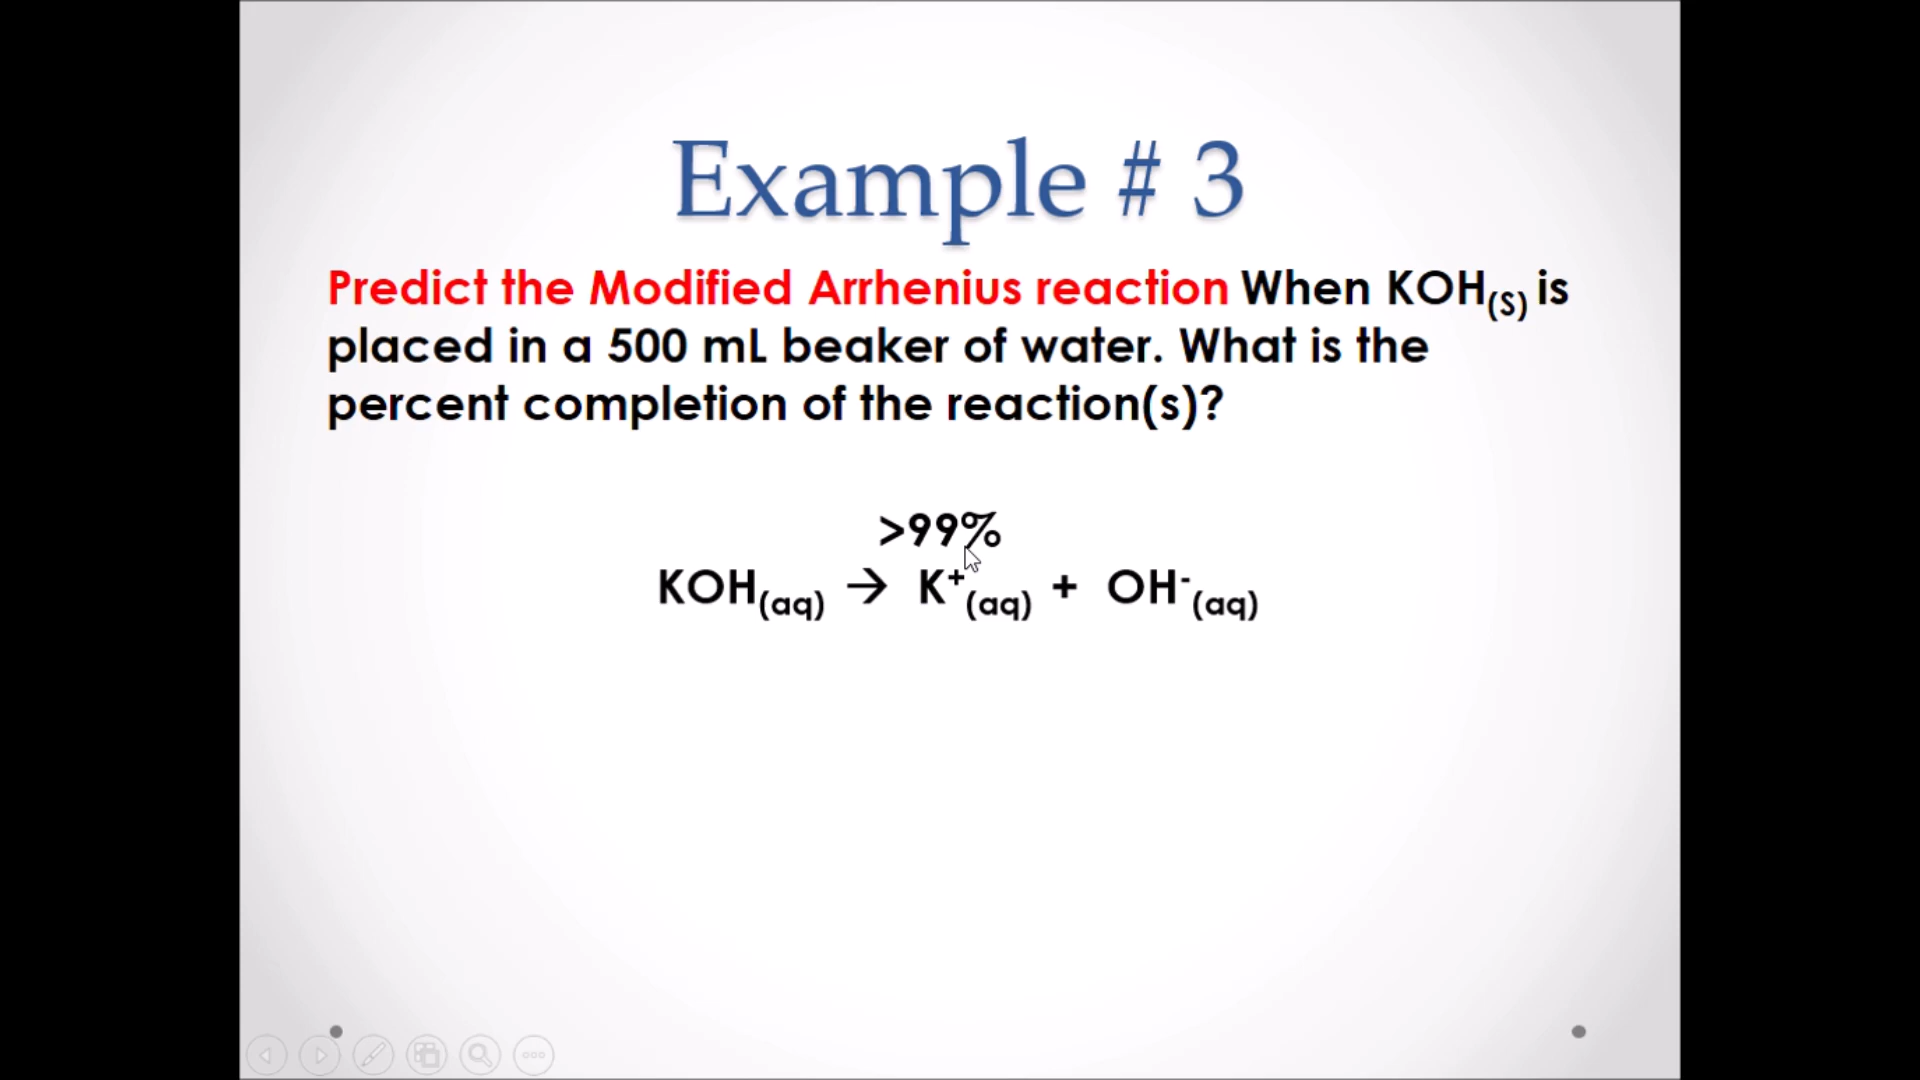 Example # 3
Predict the Modified Arrhenius reaction When KOH(S) is
placed in a 500 mL beaker of water. What is the
percent completion of the reaction(s)?
>99%
KOH(aq) → K+(aq) + OH-(aq)